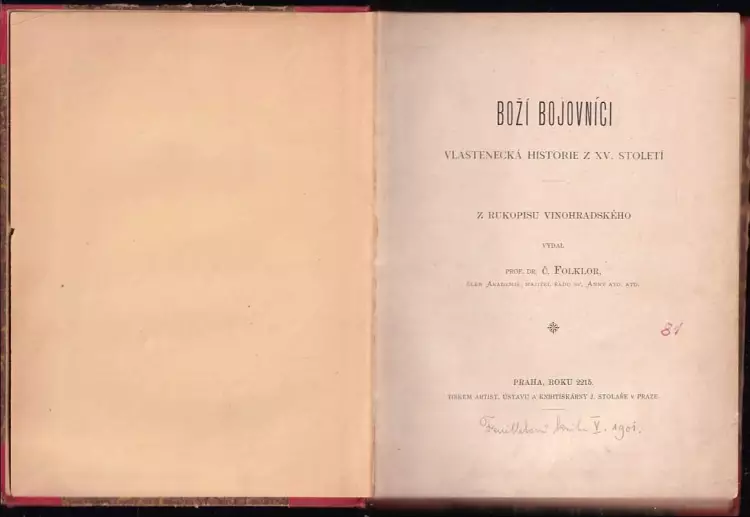 BOŽÍ BOJOVNÍCI
VLASTENECKÁ HISTORIE Z XV. STOLETÍ
Z RUKOPISU VINOHRADSKÉHO
VYDAL
PROF. DR. Č. FOLKLOR,
ČLEN AKADEMIE, MAJITEL ŘÁDU SV. ANNY ATD. ATD.
81
PRAHA, ROKU 2215.
TISKEM ARTIST. ÚSTAVU A KNIHTISKÁRNY J. STOLAŘE V PRAZE.
V. 1901.